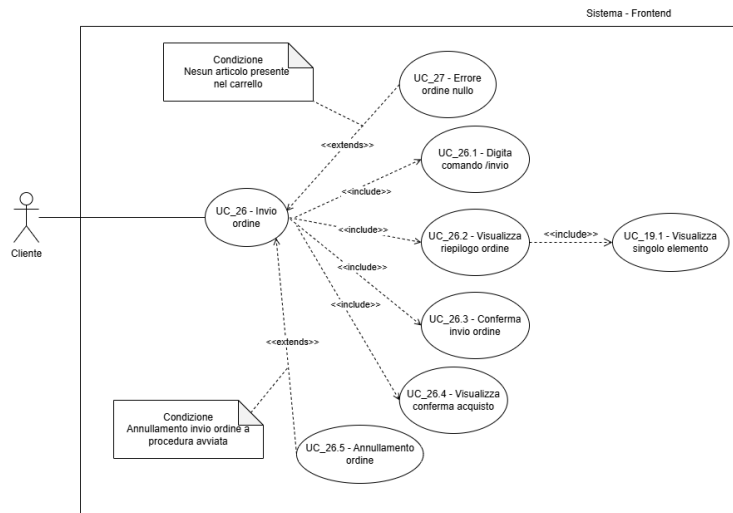 Sistema - Frontend
Condizione
Nesun articolo presente
nel carrello
UC_27 - Errore
ordine nullo
<<extends>>
UC_26.1 - Digita
comando /invio
<<include>>
UC_26 - Invio
ordine
Cliente
<<include>>
UC_26.2 - Visualizza
riepilogo ordine
<<include>>
UC_19.1 - Visualizza
singolo elemento
<<include>>
UC_26.3 - Conferma
invio ordine
<<include>>
<<extends>>
UC_26.4 - Visualizza
conferma acquisto
Condizione
Annullamento invio ordine a
procedura avviata
UC_26.5 - Annullamento
ordine